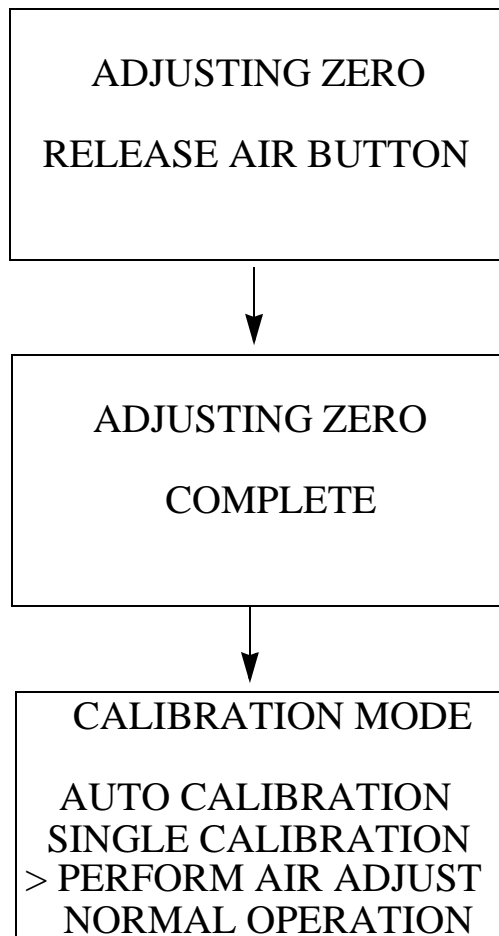 ADJUSTING ZERO
RELEASE AIR BUTTON
ADJUSTING ZERO
COMPLETE
CALIBRATION MODE
AUTO CALIBRATION
SINGLE CALIBRATION
> PERFORM AIR ADJUST
NORMAL OPERATION